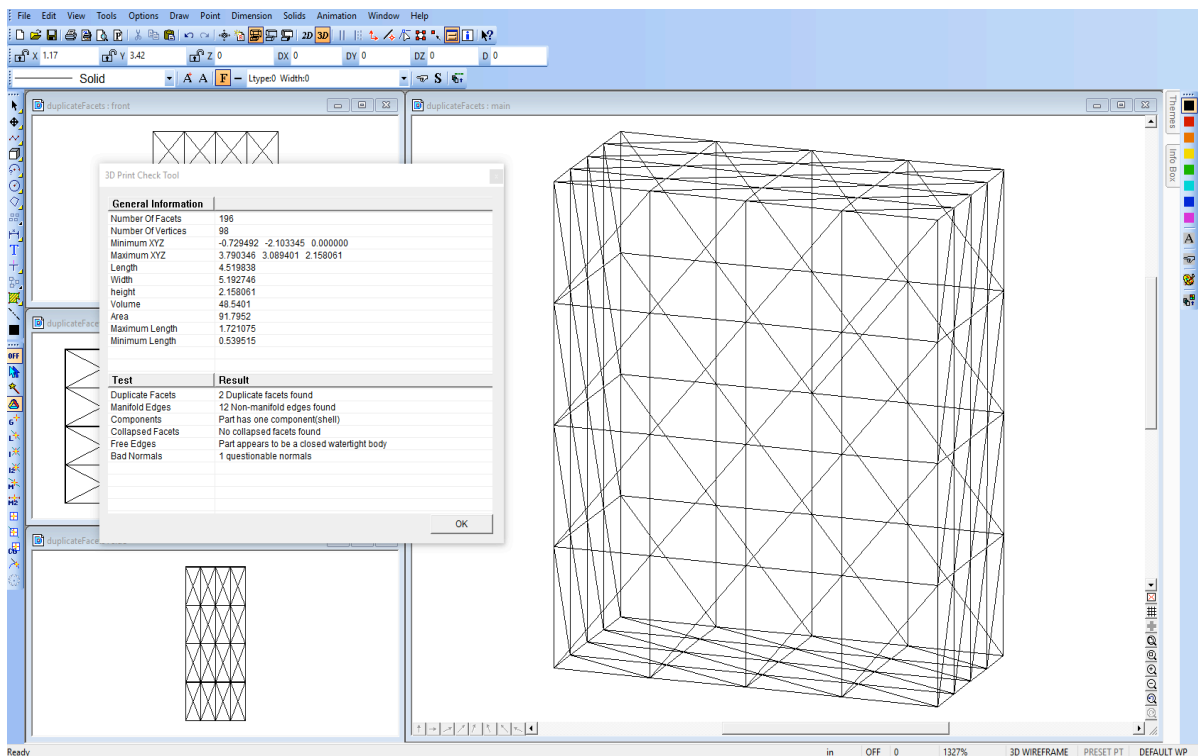 File Edit View Tools Options Draw Point Dimension Solids Animation Window Help
2D 3D
X 1.17 Y 3.42 Z 0 DX 0 DY 0 DZ 0 D 0
Solid A A F Ltype:0 Width:0 S
duplicateFacets : front
duplicateFacets : main
Themes
Info Box
3D Print Check Tool
General Information
Number Of Facets 196
Number Of Vertices 98
Minimum XYZ -0.729492 -2.103345 0.000000
Maximum XYZ 3.790346 3.089401 2.158061
Length 4.519838
Width 5.192746
height 2.158061
Volume 48.5401
Area 91.7952
Maximum Length 1.721075
Minimum Length 0.539515
Test Result
Duplicate Facets 2 Duplicate facets found
Manifold Edges 12 Non-manifold edges found
Components Part has one component(shell)
Collapsed Facets No collapsed facets found
Free Edges Part appears to be a closed watertight body
Bad Normals 1 questionable normals
OK
duplicateFac
duplicateFace
T
OFF
A
Ready in OFF 0 1327% 3D WIREFRAME PRESET PT DEFAULT WP